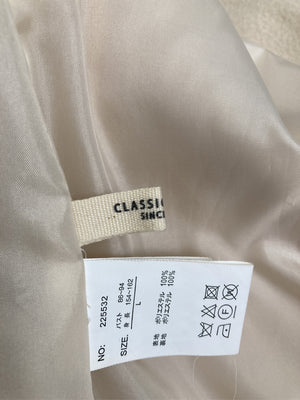 CLASSIC
SINC
NO: 225532
SIZE.
バスト 86~94
身長 154~162
L
表地 ポリエステル 100%
裏地 ポリエステル 100%